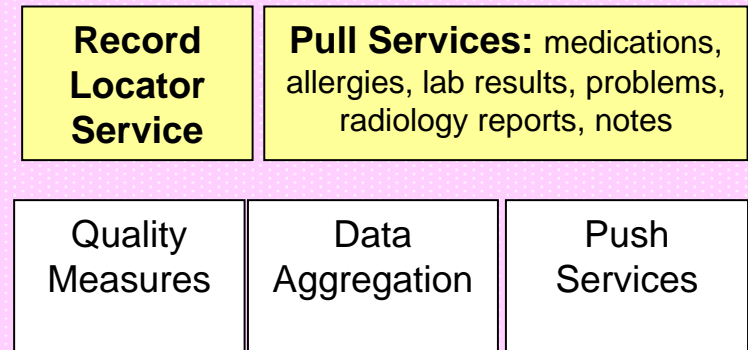 Record
Locator
Service
Pull Services: medications,
allergies, lab results, problems,
radiology reports, notes
Quality
Measures
Data
Aggregation
Push
Services